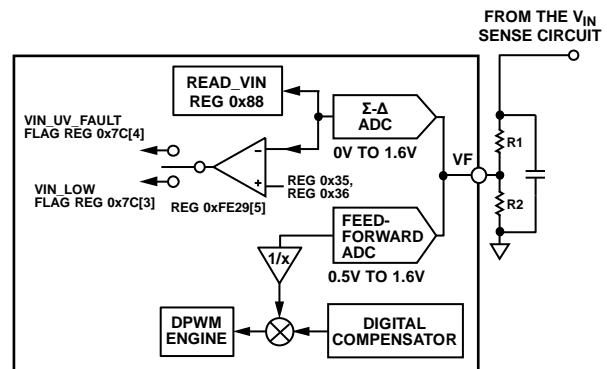 FROM THE VIN
SENSE CIRCUIT
READ_VIN
REG 0x88
Σ-Δ
ADC
0V TO 1.6V
VIN_UV_FAULT
FLAG REG 0x7C[4]
VIN_LOW
FLAG REG 0x7C[3]
–
+
REG 0x35,
REG 0x36
REG 0xFE29[5]
VF
R1
R2
FEED-
FORWARD
ADC
0.5V TO 1.6V
1/x
DPWM
ENGINE
DIGITAL
COMPENSATOR